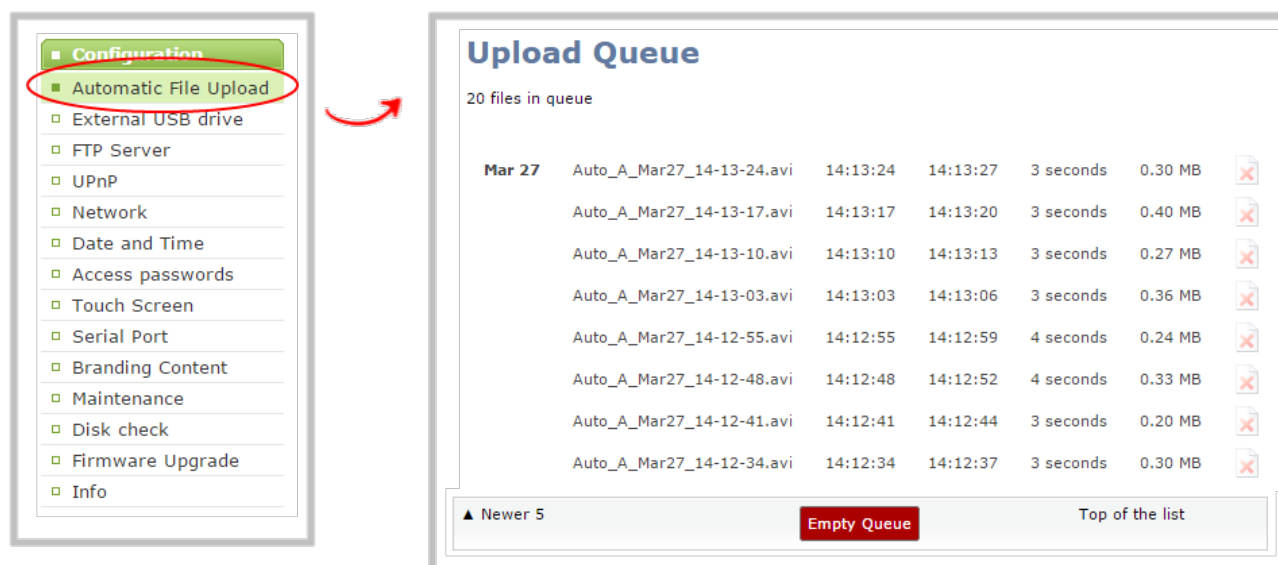 Configuration
Automatic File Upload
External USB drive
FTP Server
UPnP
Network
Date and Time
Access passwords
Touch Screen
Serial Port
Branding Content
Maintenance
Disk check
Firmware Upgrade
Info
Upload Queue
20 files in queue
Mar 27 Auto_A_Mar27_14-13-24.avi 14:13:24 14:13:27 3 seconds 0.30 MB
Auto_A_Mar27_14-13-17.avi 14:13:17 14:13:20 3 seconds 0.40 MB
Auto_A_Mar27_14-13-10.avi 14:13:10 14:13:13 3 seconds 0.27 MB
Auto_A_Mar27_14-13-03.avi 14:13:03 14:13:06 3 seconds 0.36 MB
Auto_A_Mar27_14-12-55.avi 14:12:55 14:12:59 4 seconds 0.24 MB
Auto_A_Mar27_14-12-48.avi 14:12:48 14:12:52 4 seconds 0.33 MB
Auto_A_Mar27_14-12-41.avi 14:12:41 14:12:44 3 seconds 0.20 MB
Auto_A_Mar27_14-12-34.avi 14:12:34 14:12:37 3 seconds 0.30 MB
▲ Newer 5 Empty Queue Top of the list